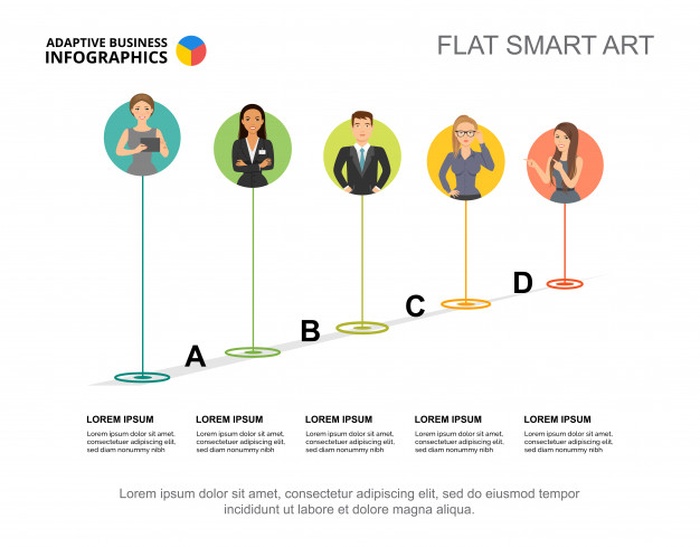 ADAPTIVE BUSINESS
INFOGRAPHICS
FLAT SMART ART
A
B
C
D
LOREM IPSUM
Lorem ipsum dolor sit amet,
consectetuer adipiscing elit,
sed diam nonummy nibh
LOREM IPSUM
Lorem ipsum dolor sit amet,
consectetuer adipiscing elit,
sed diam nonummy nibh
LOREM IPSUM
Lorem ipsum dolor sit amet,
consectetuer adipiscing elit,
sed diam nonummy nibh
LOREM IPSUM
Lorem ipsum dolor sit amet,
consectetuer adipiscing elit,
sed diam nonummy nibh
LOREM IPSUM
Lorem ipsum dolor sit amet,
consectetuer adipiscing elit,
sed diam nonummy nibh
Lorem ipsum dolor sit amet, consectetur adipiscing elit, sed do eiusmod tempor
incididunt ut labore et dolore magna aliqua.